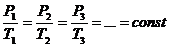 P₁/T₁ = P₂/T₂ = P₃/T₃ = _ = const